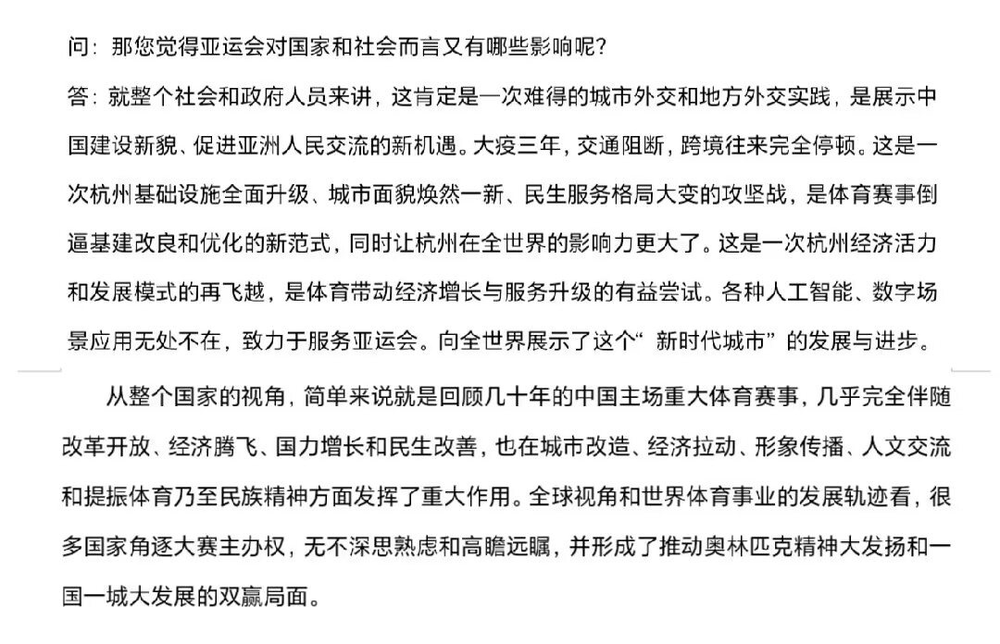 问：那您觉得亚运会对国家和社会而言又有哪些影响呢？
答：就整个社会和政府人员来讲，这肯定是一次难得的城市外交和地方外交实践，是展示中
国建设新貌、促进亚洲人民交流的新机遇。大疫三年，交通阻断，跨境往来完全停顿。这是一
次杭州基础设施全面升级、城市面貌焕然一新、民生服务格局大变的攻坚战，是体育赛事倒
逼基建改良和优化的新范式，同时让杭州在全世界的影响力更大了。这是一次杭州经济活力
和发展模式的再飞越，是体育带动经济增长与服务升级的有益尝试。各种人工智能、数字场
景应用无处不在，致力于服务亚运会。向全世界展示了这个“新时代城市”的发展与进步。
从整个国家的视角，简单来说就是回顾几十年的中国主场重大体育赛事，几乎完全伴随
改革开放、经济腾飞、国力增长和民生改善，也在城市改造、经济拉动、形象传播、人文交流
和提振体育乃至民族精神方面发挥了重大作用。全球视角和世界体育事业的发展轨迹看，很
多国家角逐大赛主办权，无不深思熟虑和高瞻远瞩，并形成了推动奥林匹克精神大发扬和一
国一城大发展的双赢局面。